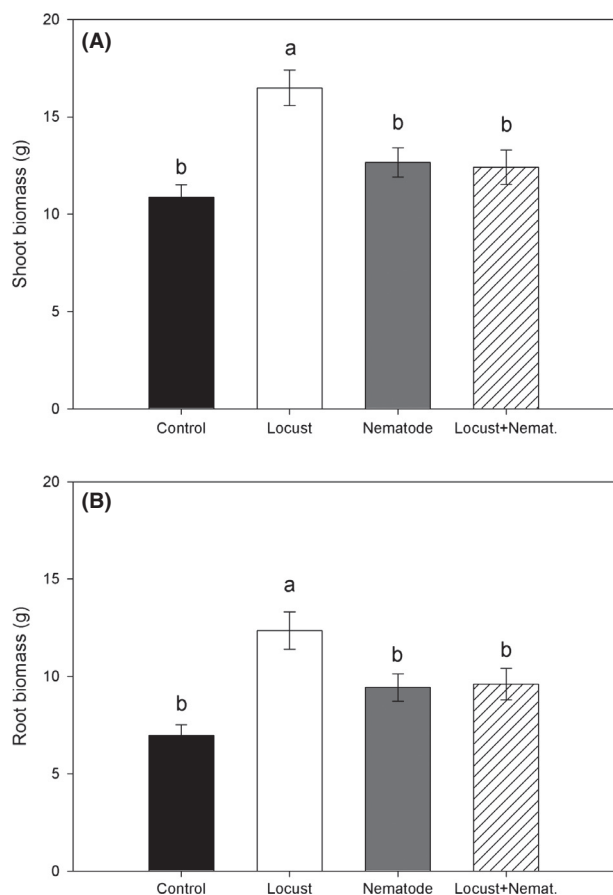 (A)
Shoot biomass (g)
20
15
10
5
0
b
a
b
b
Control Locust Nematode Locust+Nemat.
(B)
Root biomass (g)
20
15
10
5
0
b
a
b
b
Control Locust Nematode Locust+Nemat.